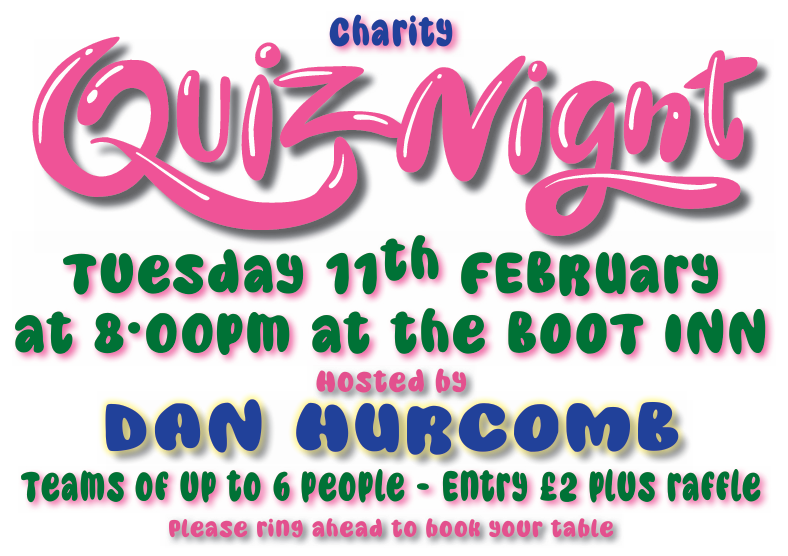 Charity
Quiz Night
Tuesday 11th February
at 8.00pm at the BOOT INN
Hosted by
DAN HURCOMB
Teams of up to 6 people - Entry £2 plus raffle
Please ring ahead to book your table